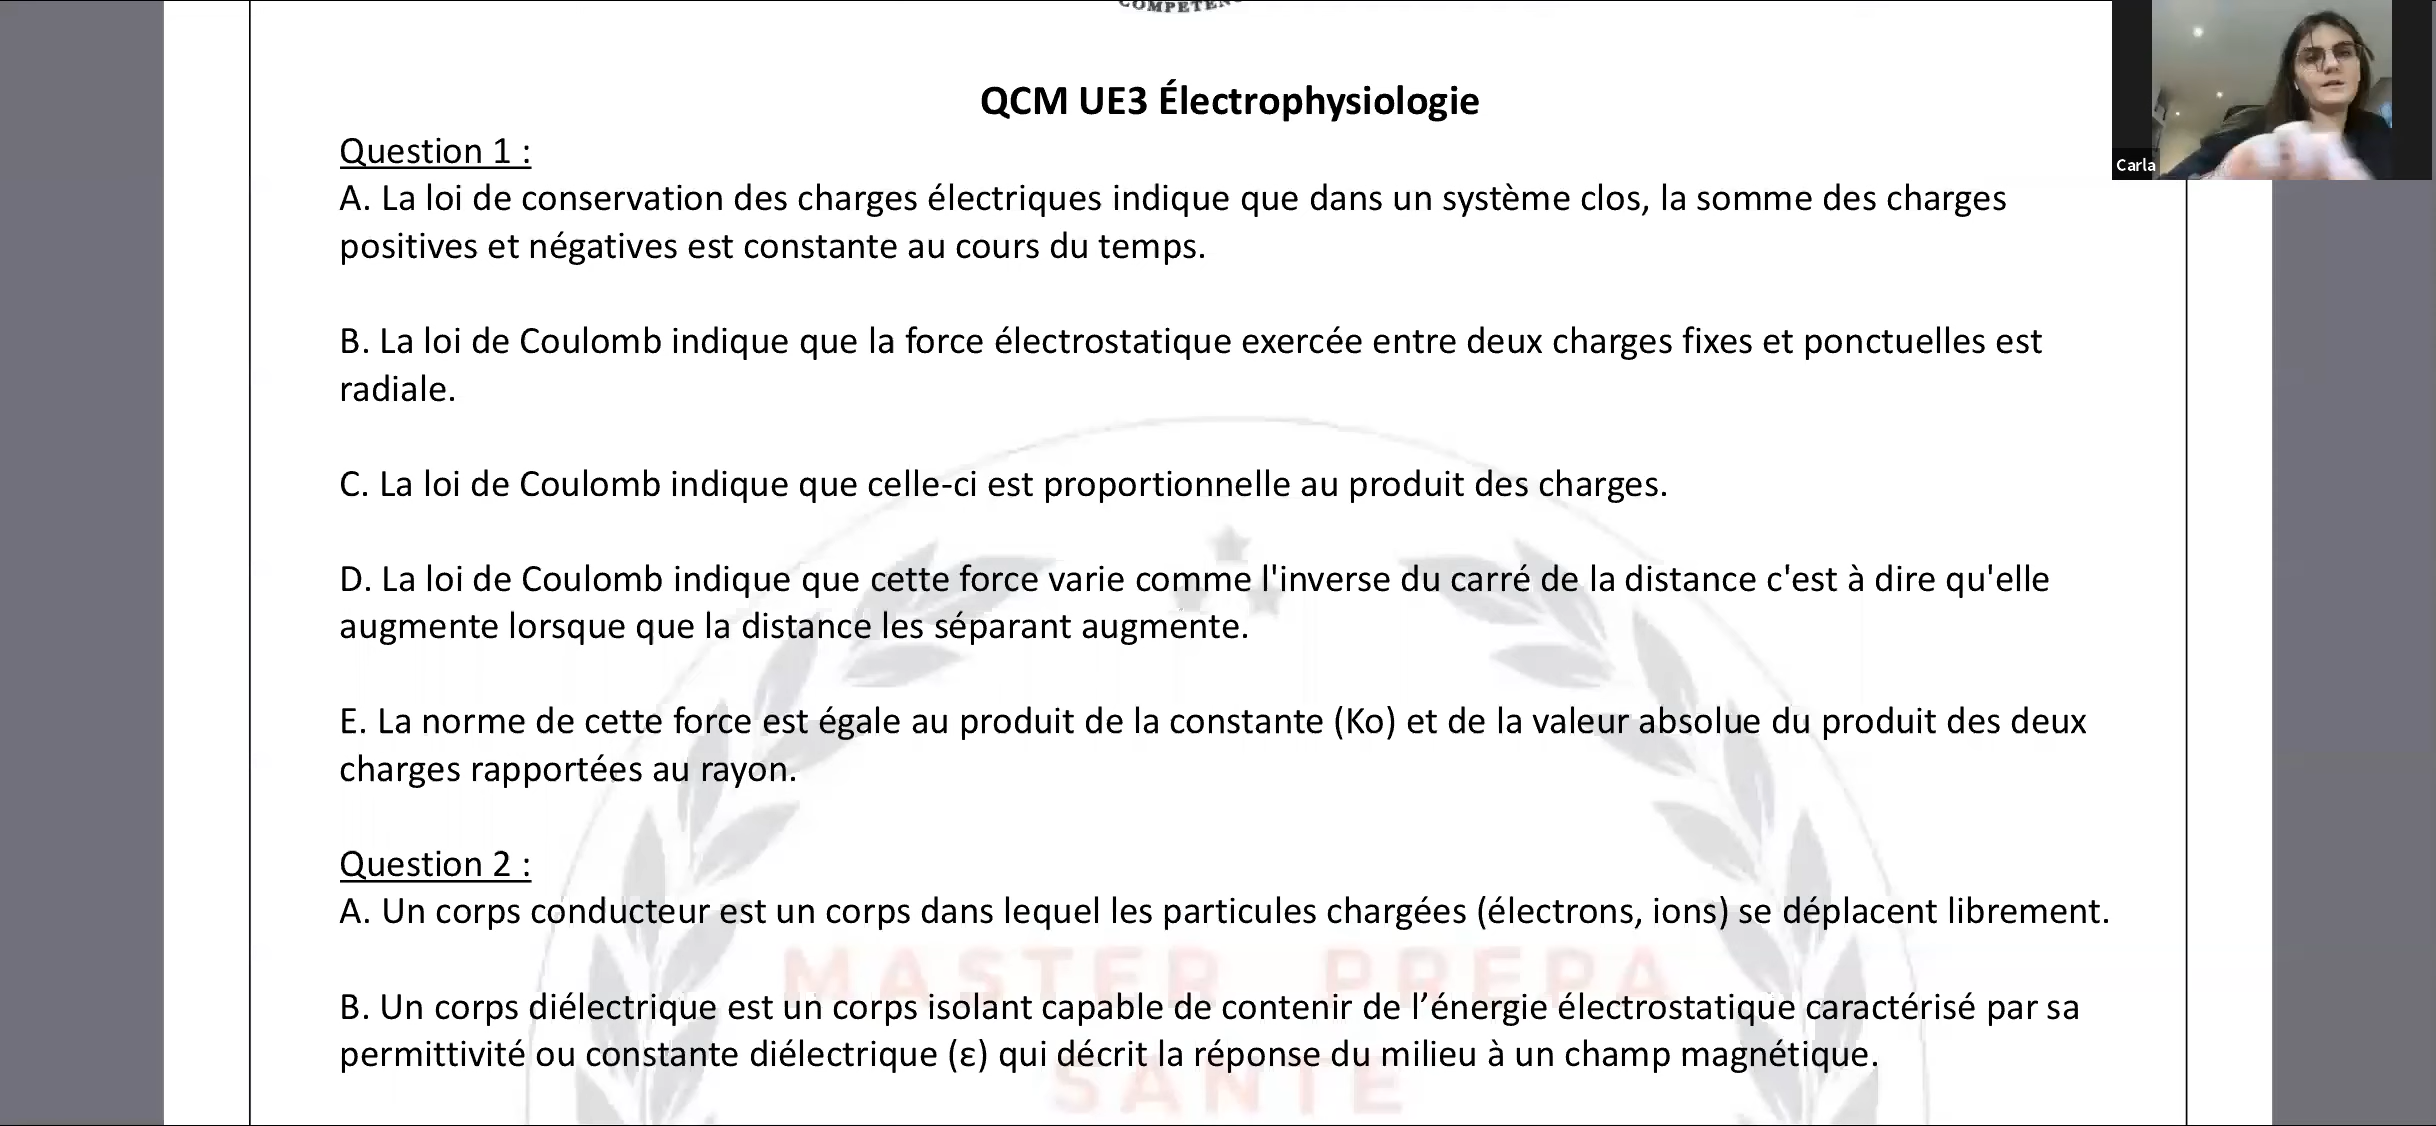 COMPETEN
QCM UE3 Électrophysiologie
Carla
Question 1 :
A. La loi de conservation des charges électriques indique que dans un système clos, la somme des charges
positives et négatives est constante au cours du temps.
B. La loi de Coulomb indique que la force électrostatique exercée entre deux charges fixes et ponctuelles est
radiale.
C. La loi de Coulomb indique que celle-ci est proportionnelle au produit des charges.
D. La loi de Coulomb indique que cette force varie comme l'inverse du carré de la distance c'est à dire qu'elle
augmente lorsque que la distance les séparant augmente.
E. La norme de cette force est égale au produit de la constante (Ko) et de la valeur absolue du produit des deux
charges rapportées au rayon.
Question 2 :
A. Un corps conducteur est un corps dans lequel les particules chargées (électrons, ions) se déplacent librement.
MASTER PREPA
B. Un corps diélectrique est un corps isolant capable de contenir de l’énergie électrostatique caractérisé par sa
permittivité ou constante diélectrique (ε) qui décrit la réponse du milieu à un champ magnétique.
SANTE